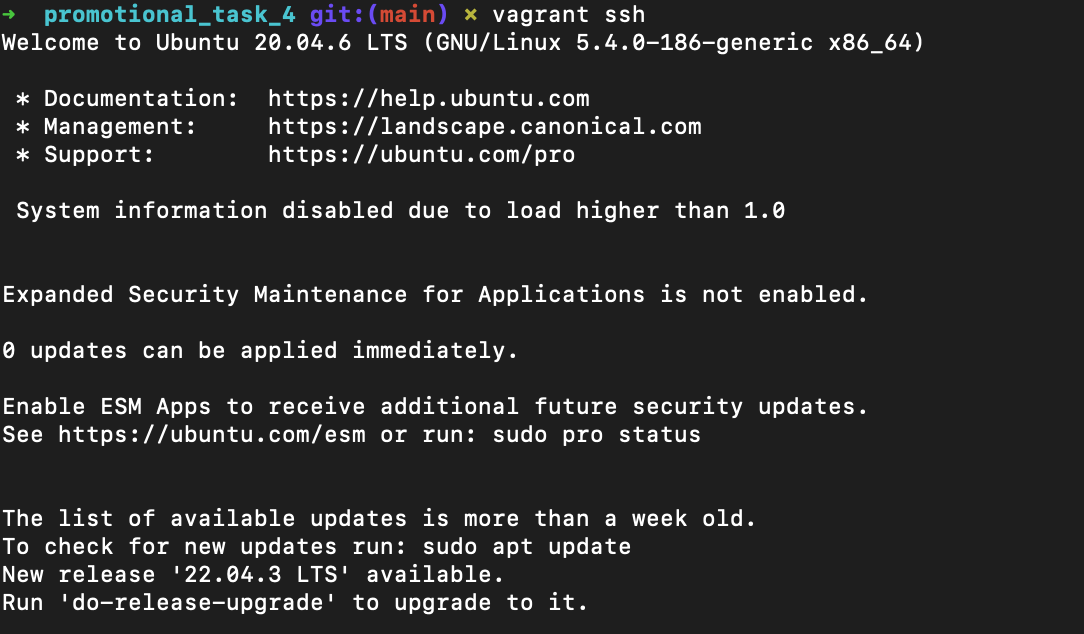 ➜ promotional_task_4 git:(main) ✗ vagrant ssh
Welcome to Ubuntu 20.04.6 LTS (GNU/Linux 5.4.0-186-generic x86_64)
* Documentation: https://help.ubuntu.com
* Management: https://landscape.canonical.com
* Support: https://ubuntu.com/pro
System information disabled due to load higher than 1.0
Expanded Security Maintenance for Applications is not enabled.
0 updates can be applied immediately.
Enable ESM Apps to receive additional future security updates.
See https://ubuntu.com/esm or run: sudo pro status
The list of available updates is more than a week old.
To check for new updates run: sudo apt update
New release '22.04.3 LTS' available.
Run 'do-release-upgrade' to upgrade to it.